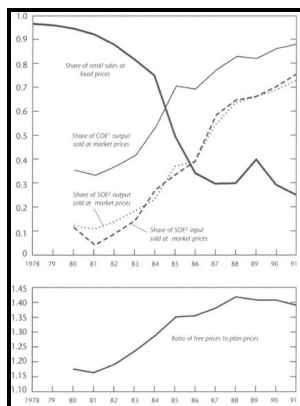 1.0
0.9
0.8
0.7
0.6
0.5
0.4
0.3
0.2
0.1
0
Share of retail sales at
fixed prices
Share of COE¹ output
sold at market prices
Share of SOE² output
sold at market prices
Share of SOE² input
sold at market prices
1978 79 80 81 82 83 84 85 86 87 88 89 90 91
1.45
1.40
1.35
1.30
1.25
1.20
1.15
1.10
Ratio of free prices to plan prices
1978 79 80 81 82 83 84 85 86 87 88 89 90 91